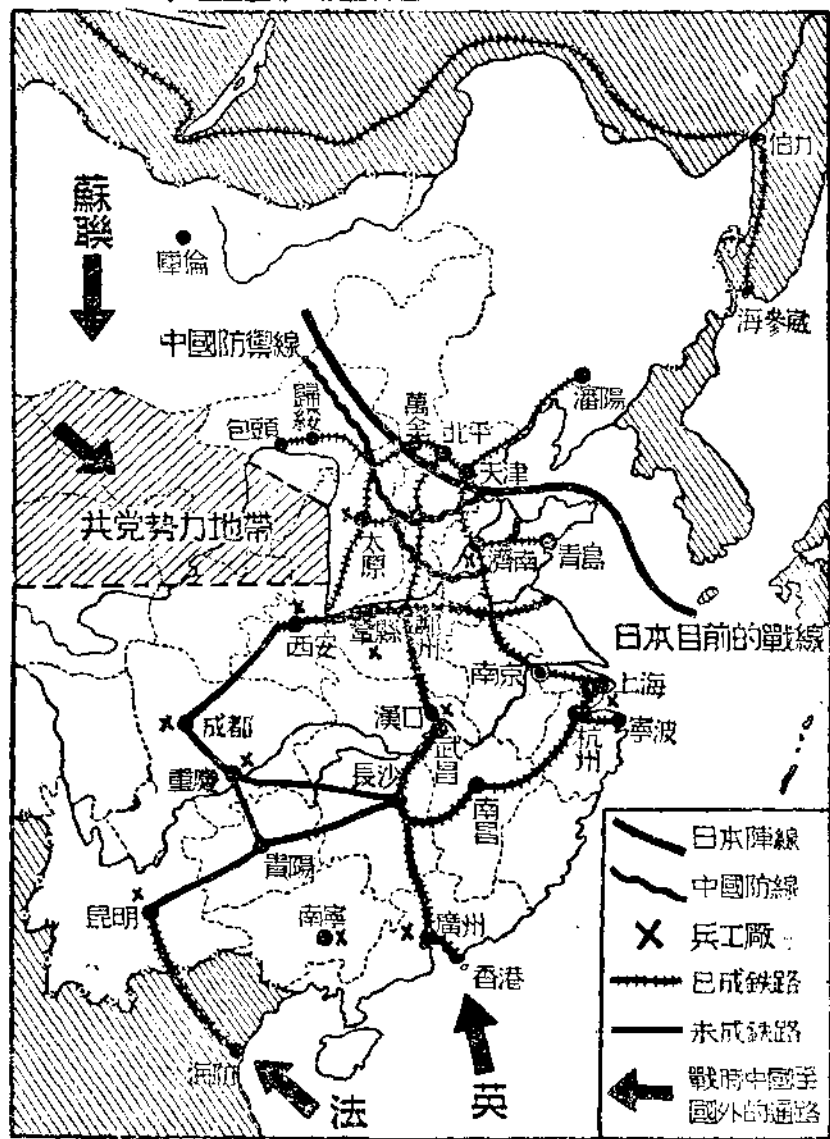 蘇聯
庫倫
伯力
海參崴
中國防禦線
歸綏
包頭
萬全
北平
瀋陽
天津
共党势力地帶
太原
濟南
青島
日本目前的戰線
西安
鞏縣
鄭州
南京
上海
成都
漢口
武昌
杭州
寧波
重慶
長沙
南昌
貴陽
昆明
南寧
廣州
香港
海防
法
英
日本陣線
中國防線
兵工廠
已成鉄路
未成鉄路
戰時中國至
國外的通路